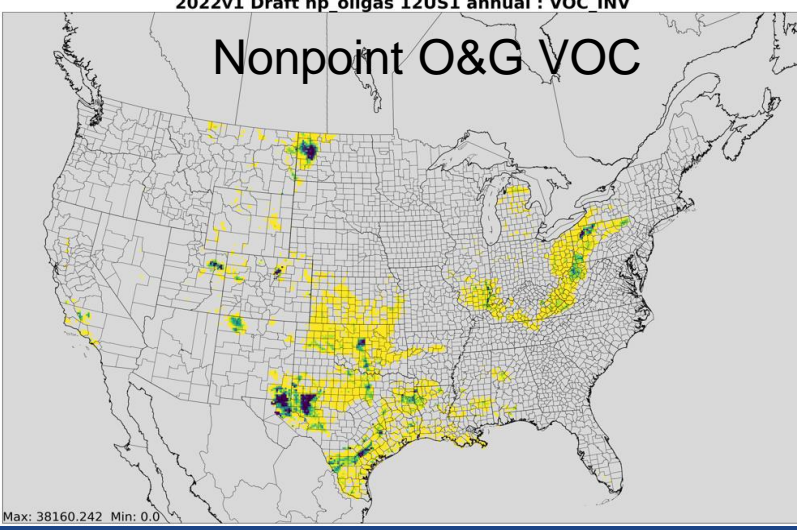 2022v1 Draft np_oilgas 12US1 annual : VOC_INV
Nonpoint O&G VOC
Max: 38160.242 Min: 0.0